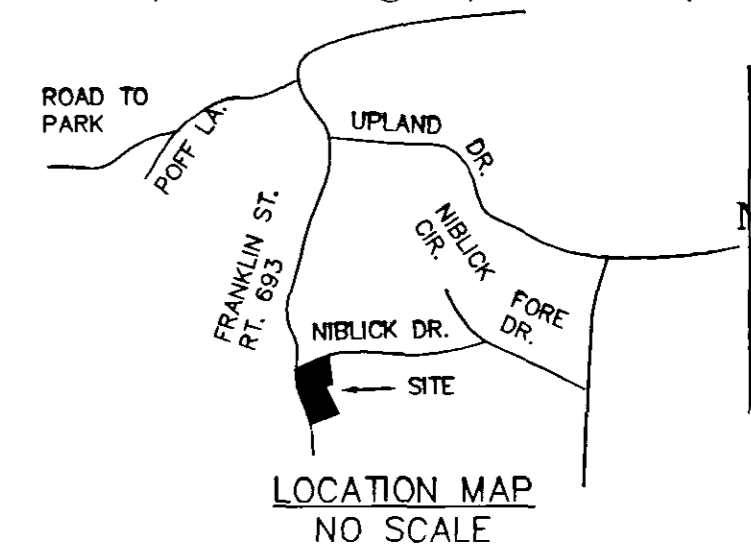 ROAD TO
PARK
POFF LA.
UPLAND DR.
FRANKLIN ST.
RT. 693
NIBLICK
CIR.
FORE
DR.
NIBLICK DR.
SITE
LOCATION MAP
NO SCALE